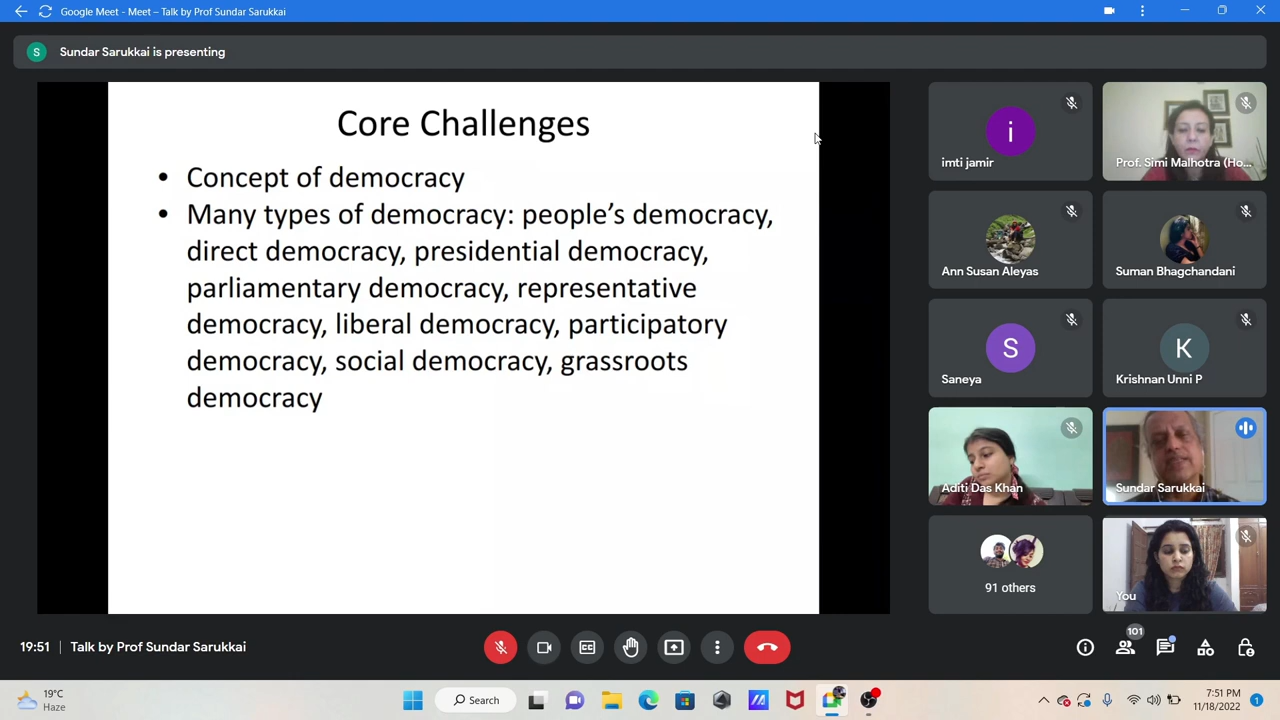 Google Meet - Meet – Talk by Prof Sundar Sarukkai
S
Sundar Sarukkai is presenting
Core Challenges
• Concept of democracy
• Many types of democracy: people’s democracy,
direct democracy, presidential democracy,
parliamentary democracy, representative
democracy, liberal democracy, participatory
democracy, social democracy, grassroots
democracy
i
imti jamir
Prof. Simi Malhotra (Ho...
Ann Susan Aleyas
Suman Bhagchandani
S
Saneya
K
Krishnan Unni P
Aditi Das Khan
Sundar Sarukkai
91 others
You
19:51 | Talk by Prof Sundar Sarukkai
101
19°C
Haze
Search
7:51 PM
11/18/2022
1